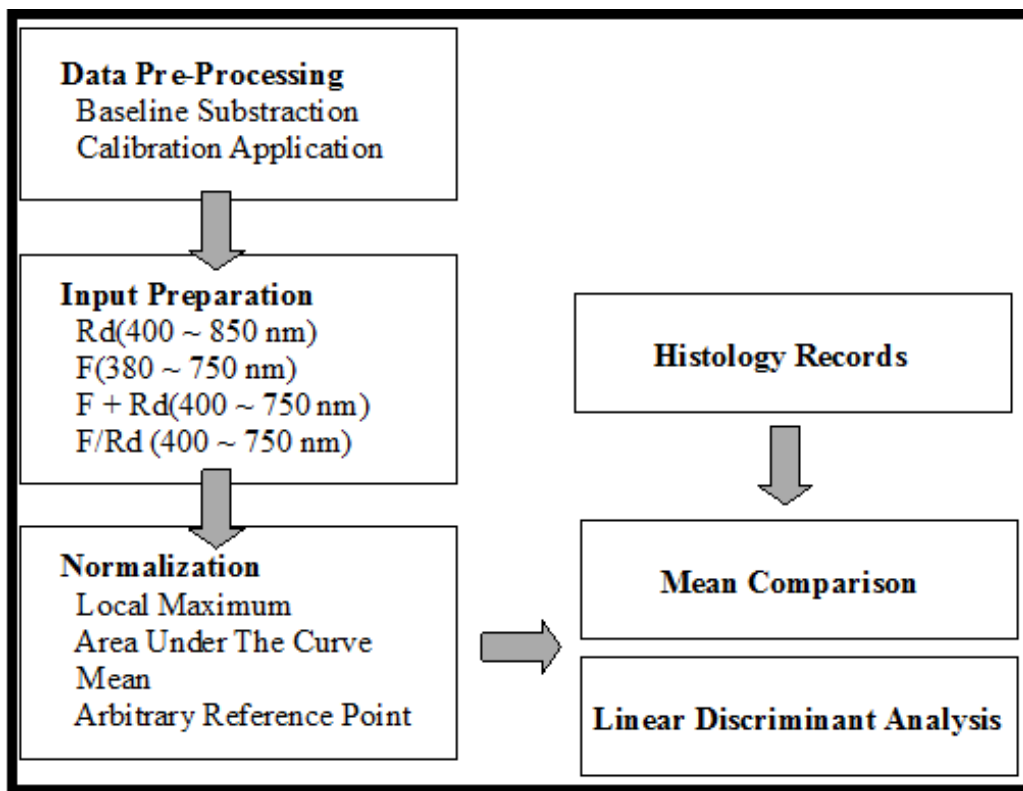 Data Pre-Processing
Baseline Substraction
Calibration Application
Input Preparation
Rd(400 ~ 850 nm)
F(380 ~ 750 nm)
F + Rd(400 ~ 750 nm)
F/Rd (400 ~ 750 nm)
Normalization
Local Maximum
Area Under The Curve
Mean
Arbitrary Reference Point
Histology Records
Mean Comparison
Linear Discriminant Analysis